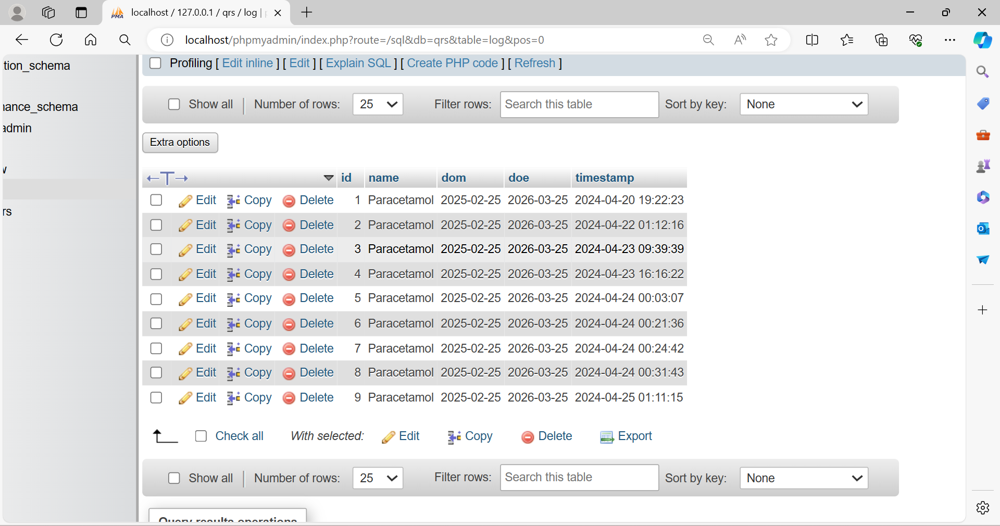 localhost / 127.0.0.1 / qrs / log |
localhost/phpmyadmin/index.php?route=/sql&db=qrs&table=log&pos=0
tion_schema
nance_schema
admin
rs
Profiling [ Edit inline ] [ Edit ] [ Explain SQL ] [ Create PHP code ] [ Refresh ]
Show all Number of rows: 25 Filter rows: Search this table Sort by key: None
Extra options
id name dom doe timestamp
Edit Copy Delete 1 Paracetamol 2025-02-25 2026-03-25 2024-04-20 19:22:23
Edit Copy Delete 2 Paracetamol 2025-02-25 2026-03-25 2024-04-22 01:12:16
Edit Copy Delete 3 Paracetamol 2025-02-25 2026-03-25 2024-04-23 09:39:39
Edit Copy Delete 4 Paracetamol 2025-02-25 2026-03-25 2024-04-23 16:16:22
Edit Copy Delete 5 Paracetamol 2025-02-25 2026-03-25 2024-04-24 00:03:07
Edit Copy Delete 6 Paracetamol 2025-02-25 2026-03-25 2024-04-24 00:21:36
Edit Copy Delete 7 Paracetamol 2025-02-25 2026-03-25 2024-04-24 00:24:42
Edit Copy Delete 8 Paracetamol 2025-02-25 2026-03-25 2024-04-24 00:31:43
Edit Copy Delete 9 Paracetamol 2025-02-25 2026-03-25 2024-04-25 01:11:15
Check all With selected: Edit Copy Delete Export
Show all Number of rows: 25 Filter rows: Search this table Sort by key: None
Query results operations